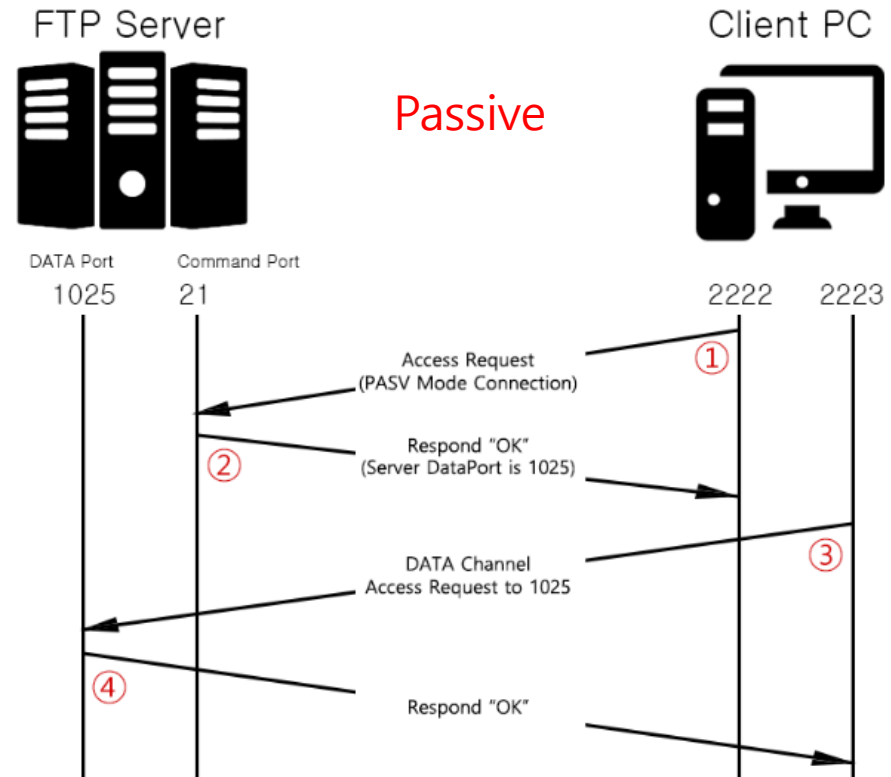 FTP Server
Client PC
Passive
DATA Port
Command Port
1025
21
2222
2223
①
Access Request
(PASV Mode Connection)
②
Respond "OK"
(Server DataPort is 1025)
③
DATA Channel
Access Request to 1025
④
Respond "OK"